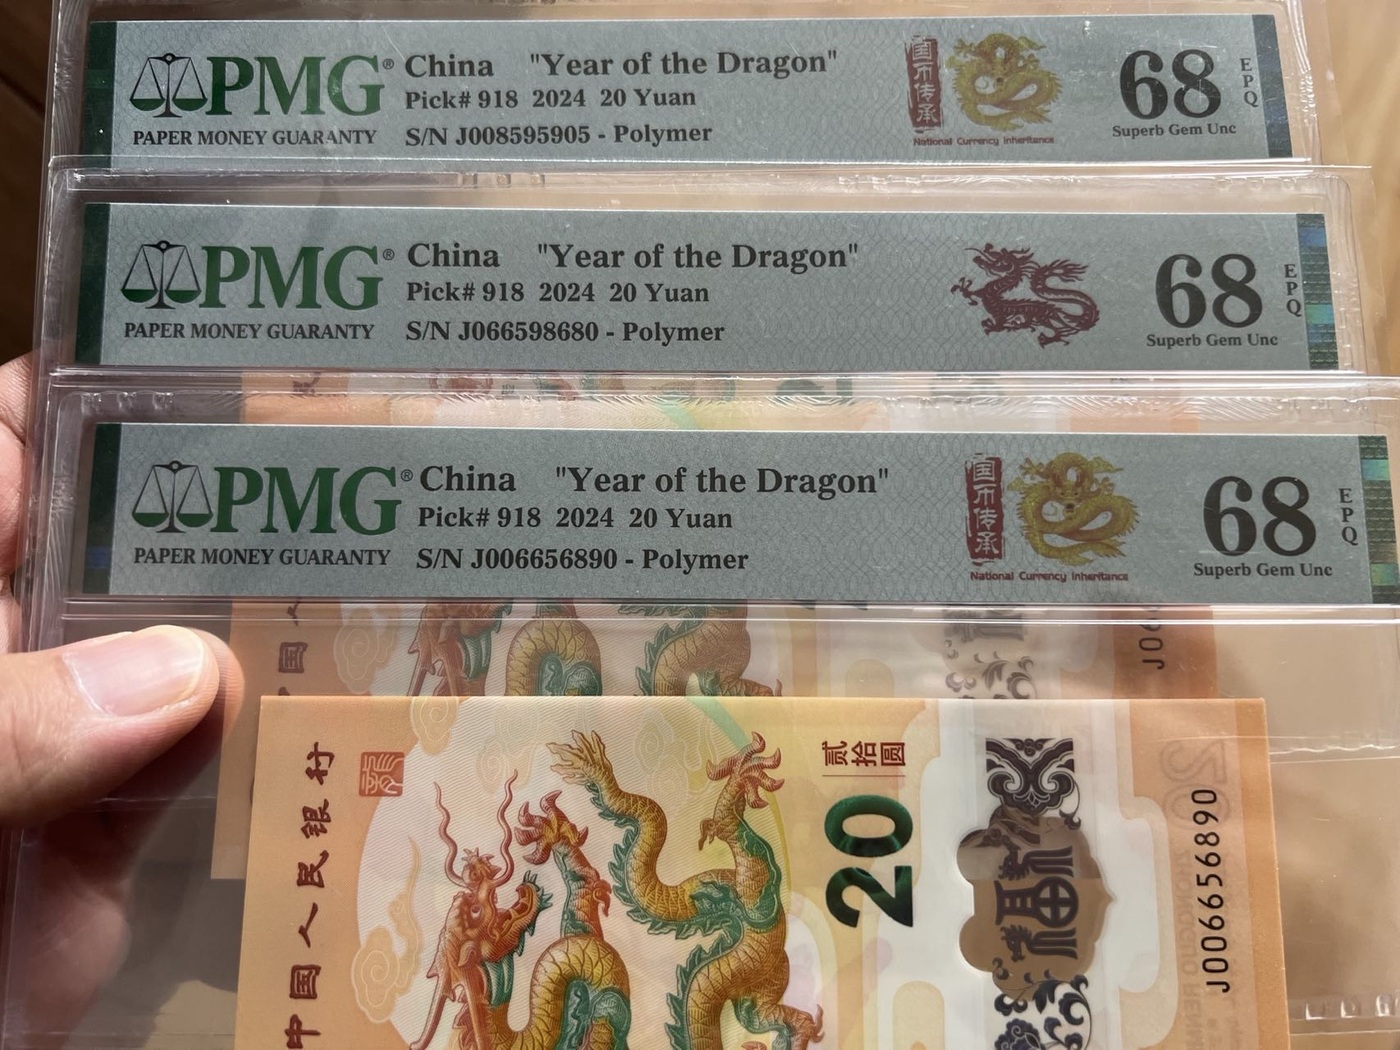 PMG® China "Year of the Dragon"
PAPER MONEY GUARANTY
Pick# 918 2024 20 Yuan
S/N J008595905 - Polymer
国币传承
National Currency Inheritance
68 EPQ
Superb Gem Unc
PMG® China "Year of the Dragon"
PAPER MONEY GUARANTY
Pick# 918 2024 20 Yuan
S/N J066598680 - Polymer
68 EPQ
Superb Gem Unc
PMG® China "Year of the Dragon"
PAPER MONEY GUARANTY
Pick# 918 2024 20 Yuan
S/N J006656890 - Polymer
国币传承
National Currency Inheritance
68 EPQ
Superb Gem Unc
J06
中国人民银行
贰拾圆
20
J006656890